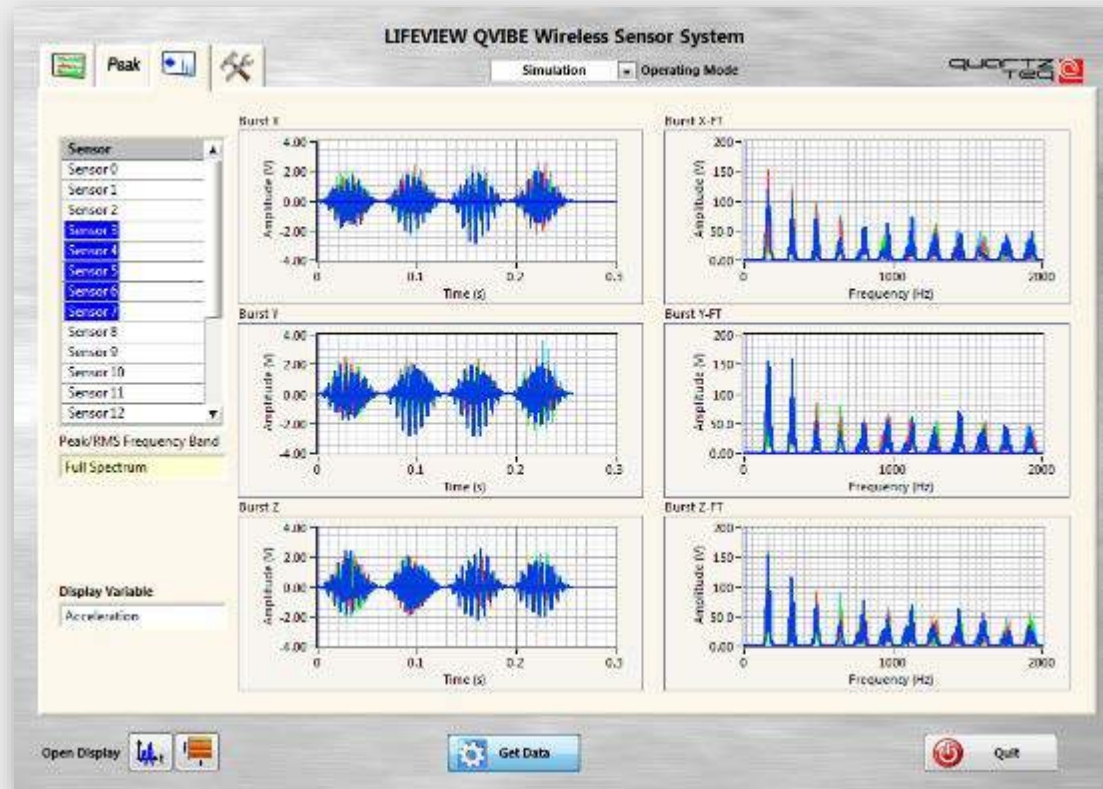 LIFEVIEW QVIBE Wireless Sensor System
Peak
Simulation
Operating Mode
quartz
teq
Sensor
Sensor 0
Sensor 1
Sensor 2
Sensor 3
Sensor 4
Sensor 5
Sensor 6
Sensor 7
Sensor 8
Sensor 9
Sensor 10
Sensor 11
Sensor 12
Peak/RMS Frequency Band
Full Spectrum
Display Variable
Acceleration
Burst X
Amplitude (V)
4.00
2.00
0.00
-2.00
-4.00
0 0.1 0.2 0.3
Time (s)
Burst X-FT
Amplitude (V)
200
150
100
50.0
0.00
0 1000 2000
Frequency (Hz)
Burst Y
Amplitude (V)
4.00
2.00
0.00
-2.00
-4.00
0 0.1 0.2 0.3
Time (s)
Burst Y-FT
Amplitude (V)
200
150
100
50.0
0.00
0 1000 2000
Frequency (Hz)
Burst Z
Amplitude (V)
4.00
2.00
0.00
-2.00
-4.00
0 0.1 0.2 0.3
Time (s)
Burst Z-FT
Amplitude (V)
200
150
100
50.0
0.00
0 1000 2000
Frequency (Hz)
Open Display
Get Data
Quit